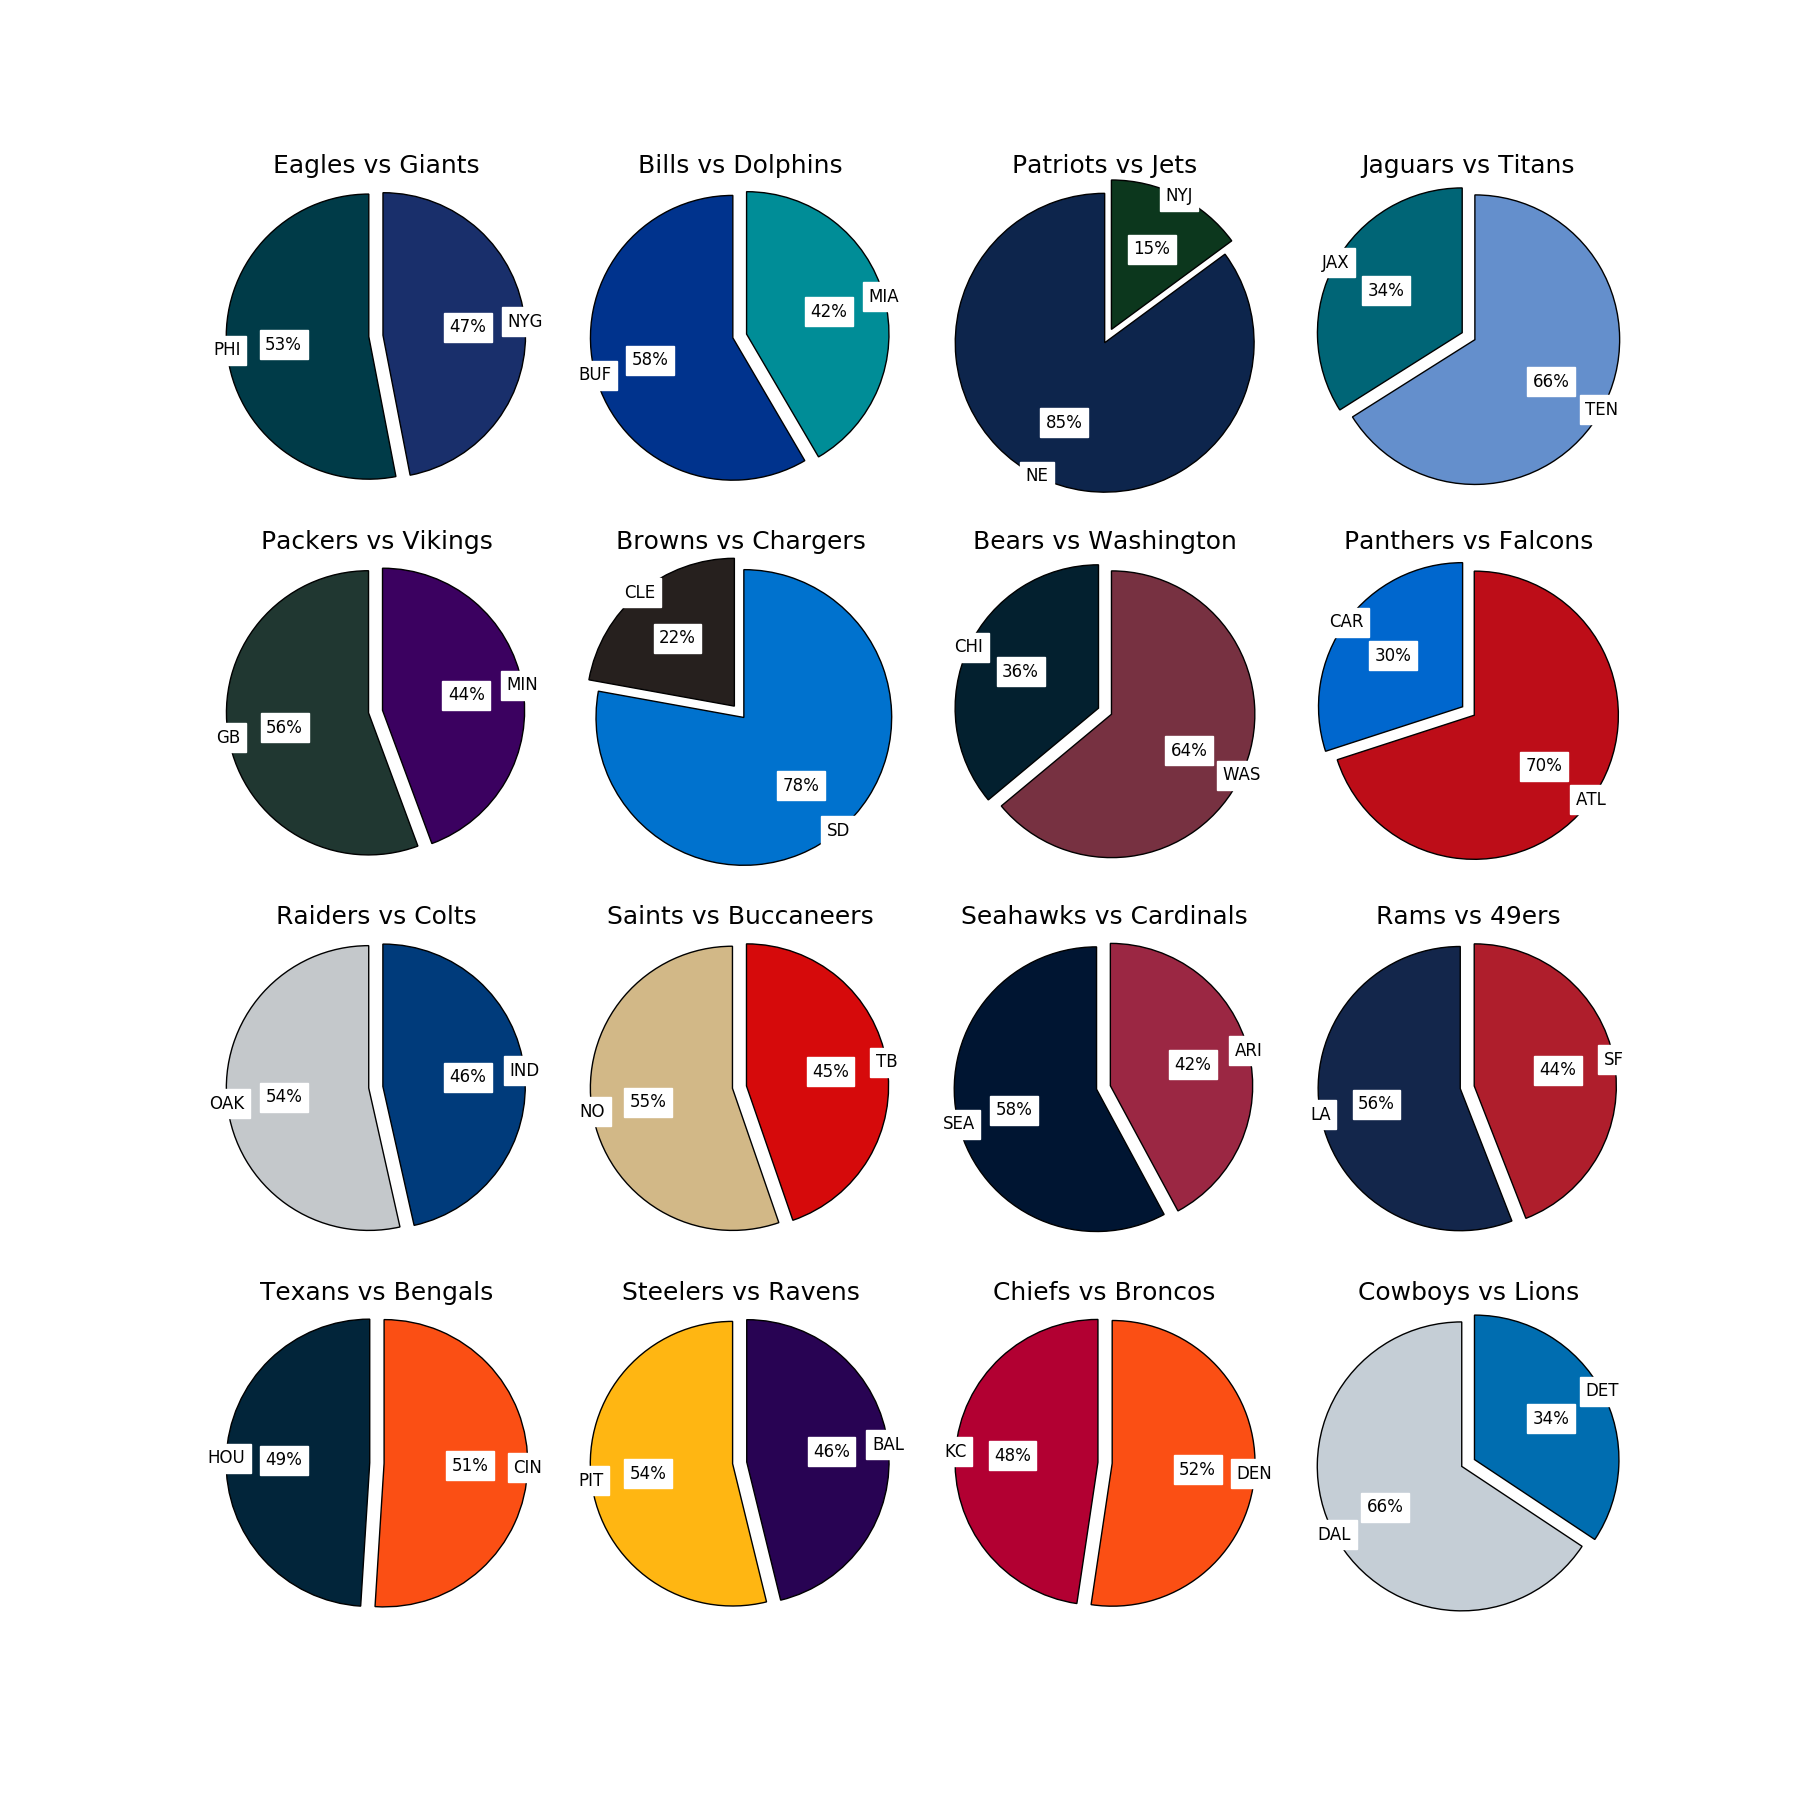 Eagles vs Giants
NYG
47%
53%
PHI
Bills vs Dolphins
MIA
42%
58%
BUF
Patriots vs Jets
NYJ
15%
85%
NE
Jaguars vs Titans
JAX
34%
66%
TEN
Packers vs Vikings
MIN
44%
56%
GB
Browns vs Chargers
CLE
22%
78%
SD
Bears vs Washington
CHI
36%
64%
WAS
Panthers vs Falcons
CAR
30%
70%
ATL
Raiders vs Colts
IND
46%
54%
OAK
Saints vs Buccaneers
TB
45%
55%
NO
Seahawks vs Cardinals
ARI
42%
58%
SEA
Rams vs 49ers
SF
44%
56%
LA
Texans vs Bengals
HOU
49%
51%
CIN
Steelers vs Ravens
BAL
46%
54%
PIT
Chiefs vs Broncos
KC
48%
52%
DEN
Cowboys vs Lions
DET
34%
66%
DAL